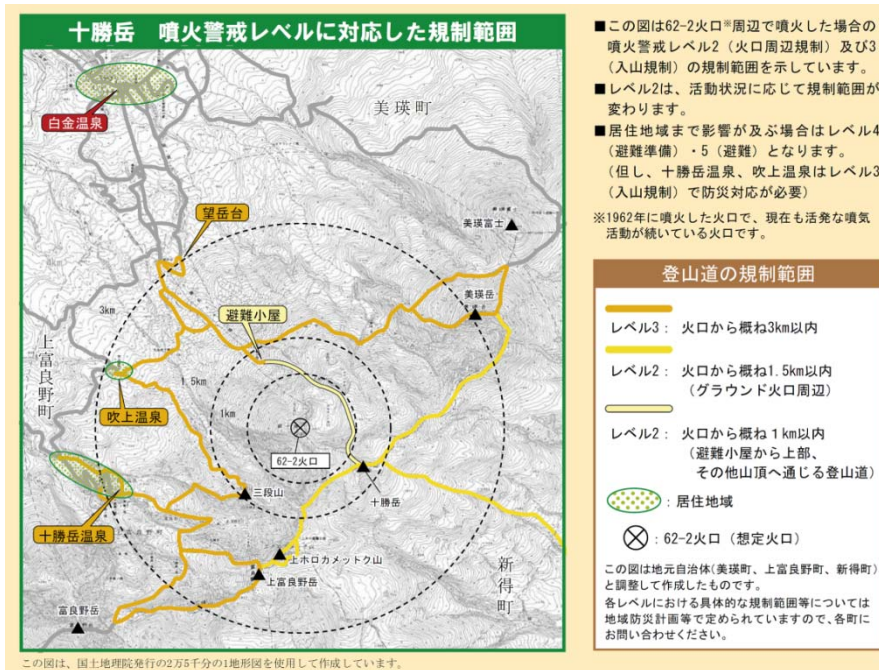 十勝岳 噴火警戒レベルに対応した規制範囲
白金温泉
美瑛町
望岳台
美瑛富士
美瑛岳
避難小屋
3km
上富良野町
1.5km
吹上温泉
1km
62-2火口
十勝岳
三段山
十勝岳温泉
上ホロカメットク山
上富良野岳
新得町
富良野岳
この図は、国土地理院発行の2万5千分の1地形図を使用して作成しています。
■この図は62-2火口※周辺で噴火した場合の
噴火警戒レベル2（火口周辺規制）及び3
（入山規制）の規制範囲を示しています。
■レベル2は、活動状況に応じて規制範囲が
変わります。
■居住地域まで影響が及ぶ場合はレベル4
（避難準備）・5（避難）となります。
（但し、十勝岳温泉、吹上温泉はレベル3
（入山規制）で防災対応が必要）
※1962年に噴火した火口で、現在も活発な噴気
活動が続いている火口です。
登山道の規制範囲
レベル3： 火口から概ね3km以内
レベル2： 火口から概ね1.5km以内
（グラウンド火口周辺）
レベル2： 火口から概ね１km以内
（避難小屋から上部、
その他山頂へ通じる登山道）
：居住地域
：62-2火口（想定火口）
この図は地元自治体(美瑛町、上富良野町、新得町)
と調整して作成したものです。
各レベルにおける具体的な規制範囲等については
地域防災計画等で定められていますので、各町に
お問い合わせください。